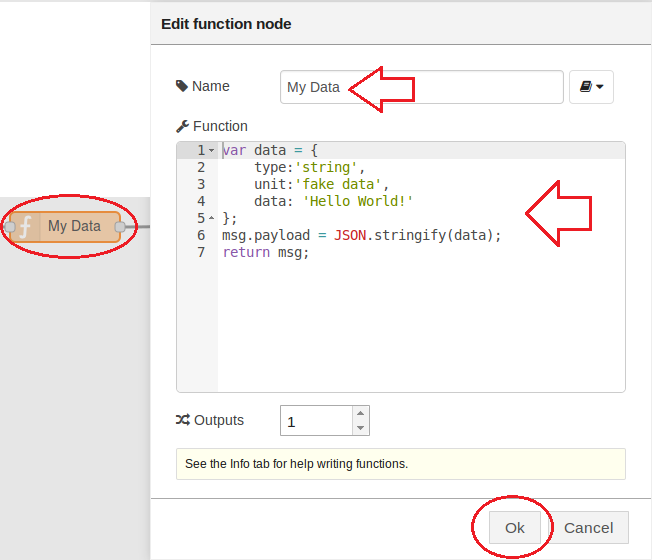 Edit function node
Name
My Data
Function
1 var data = {
2     type:'string',
3     unit:'fake data',
4     data: 'Hello World!'
5 };
6 msg.payload = JSON.stringify(data);
7 return msg;
My Data
Outputs
1
See the Info tab for help writing functions.
Ok
Cancel